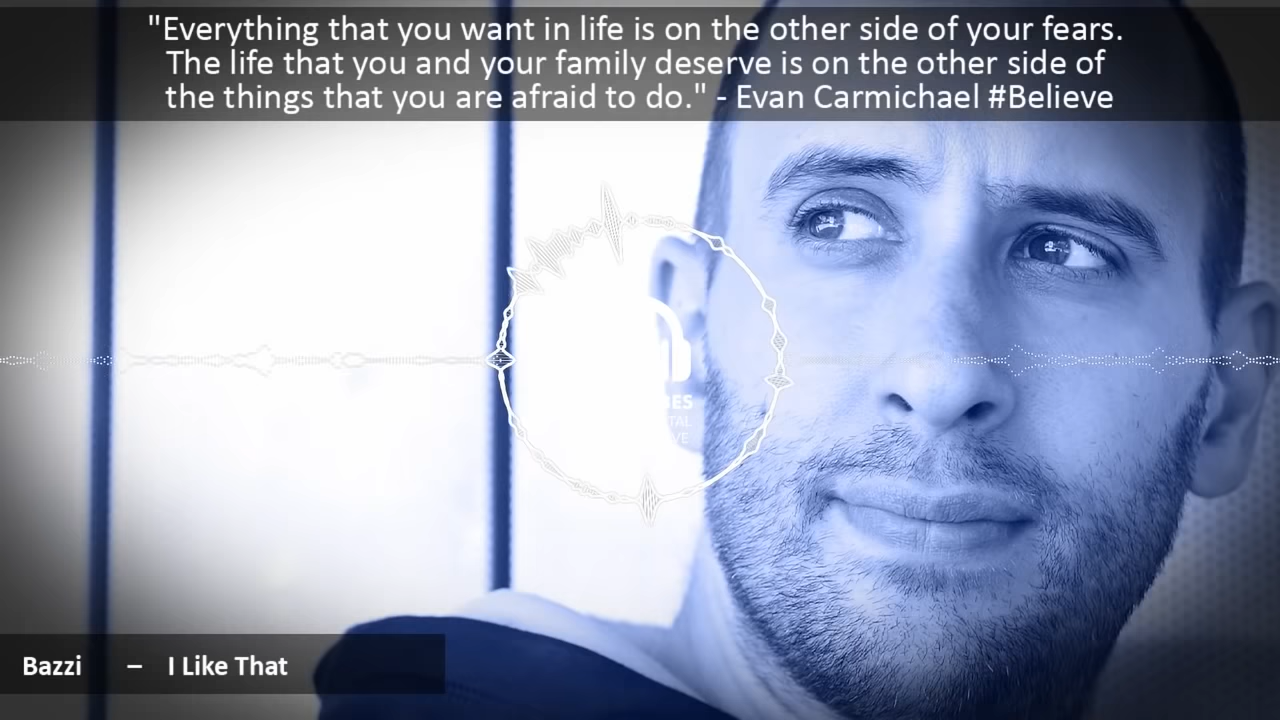 "Everything that you want in life is on the other side of your fears.
The life that you and your family deserve is on the other side of
the things that you are afraid to do." - Evan Carmichael #Believe
Bazzi – I Like That